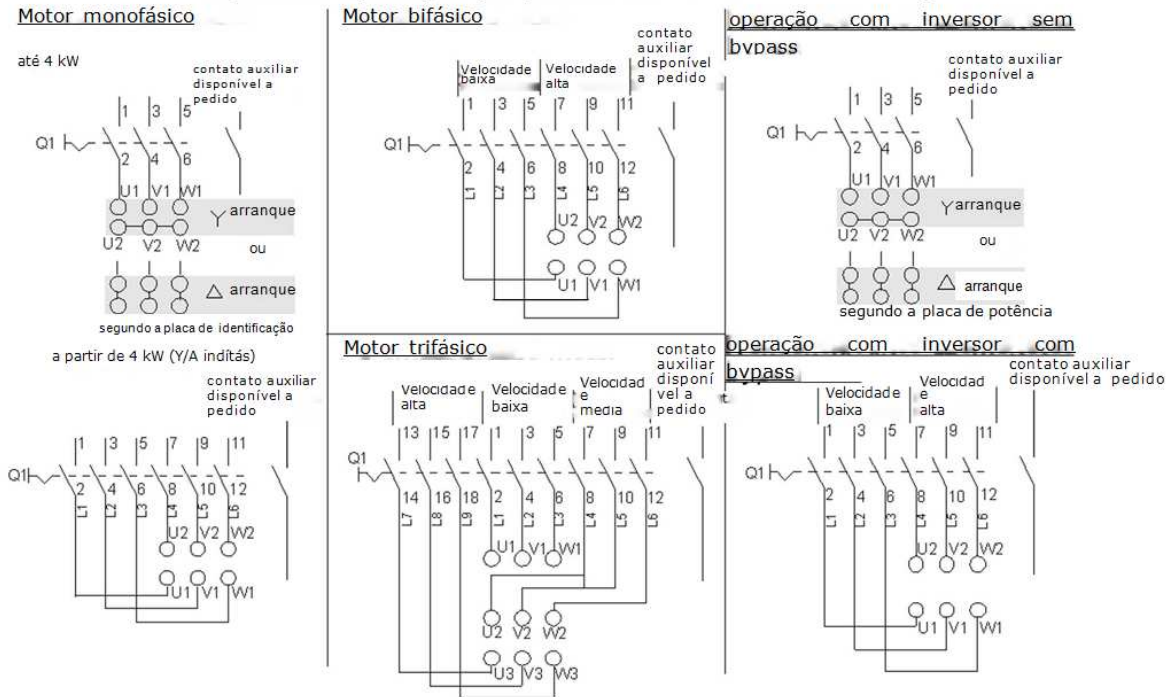 Motor monofásico
até 4 kW
contato auxiliar
disponível a
pedido
1 3 5
Q1
2 4 6
U1 V1 W1
Y arranque
U2 V2 W2
ou
△ arranque
segundo a placa de identificação
a partir de 4 kW (Y/A indítás)
contato auxiliar
disponível a
pedido
1 3 5 7 9 11
Q1
2 4 6 8 10 12
L1 L2 L3 L4 L5 L6
U2 V2 W2
U1 V1 W1
Motor bifásico
contato
auxiliar
disponível
a pedido
Velocidade
baixa
Velocidade
alta
1 3 5 7 9 11
Q1
2 4 6 8 10 12
L1 L2 L3 L4 L5 L6
U2 V2 W2
U1 V1 W1
Motor trifásico
contato
auxiliar
disponí
vel a
pedido
Velocidade
alta
Velocidade
baixa
Velocidad
e
media
t
13 15 17 1 3 5 7 9 11
Q1
14 16 18 2 4 6 8 10 12
L7 L8 L9 L1 L2 L3 L4 L5 L6
U1 V1 W1
U2 V2 W2
U3 V3 W3
operação com inversor sem
bypass
contato auxiliar
disponível a
pedido
1 3 5
Q1
2 4 6
U1 V1 W1
Y arranque
U2 V2 W2
ou
△ arranque
segundo a placa de potência
operação com inversor com
bypass
contato auxiliar
disponível a pedido
Velocidade
baixa
Velocidad
e
alta
1 3 5 7 9 11
Q1
2 4 6 8 10 12
L1 L2 L3 L4 L5 L6
U2 V2 W2
U1 V1 W1